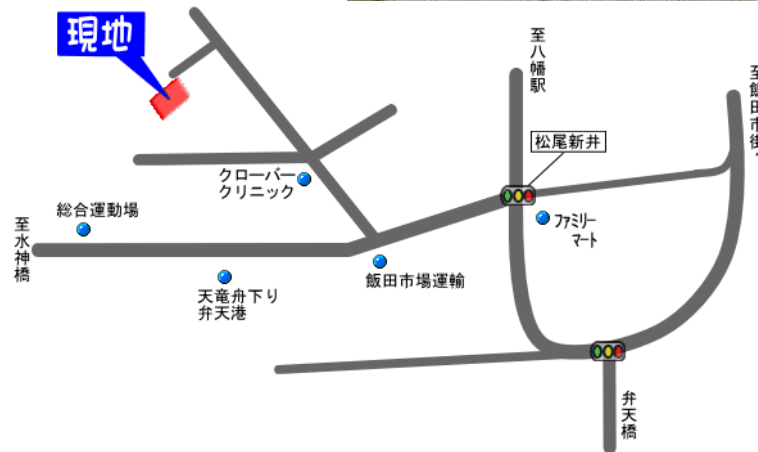 現地
至八幡駅
至飯田市街
松尾新井
クローバー
クリニック
総合運動場
ファミリー
マート
至水神橋
飯田市場運輸
天竜舟下り
弁天港
弁天橋